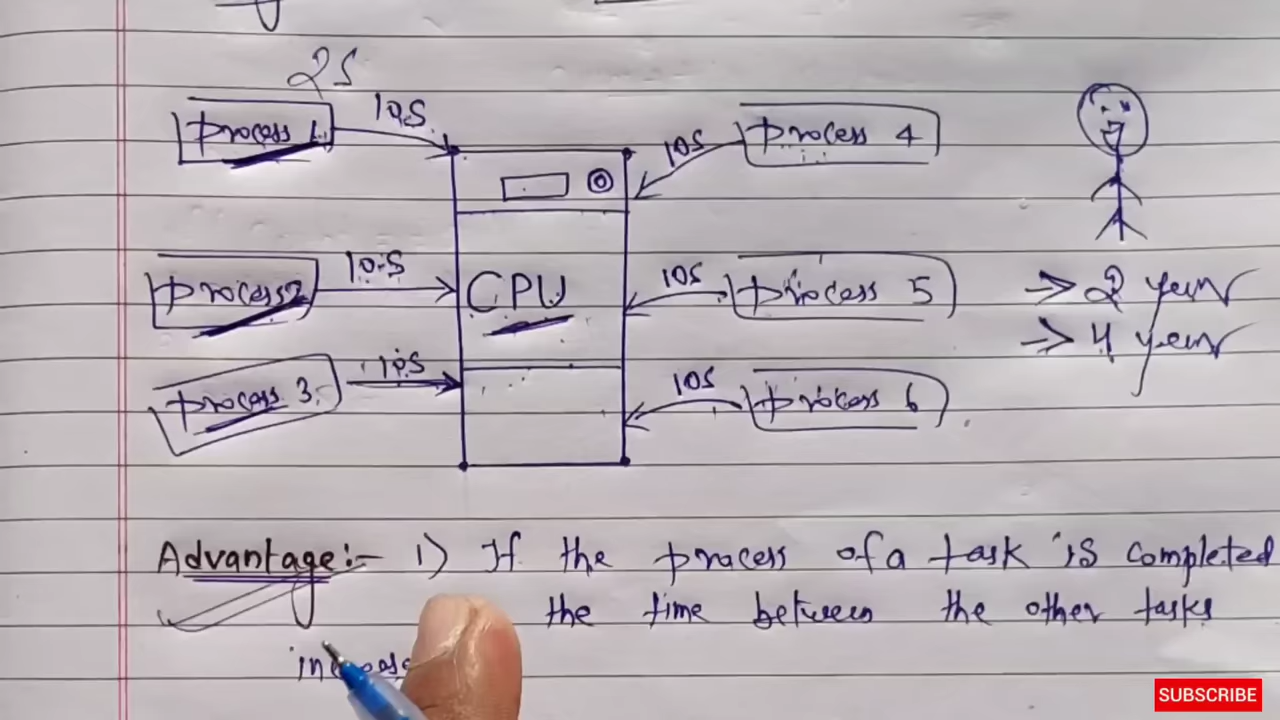 2S
Process 1
10S
10S
Process 4
Process 2
10.S
CPU
10S
Process 5
→ 2 year
→ 4 year
Process 3
10S
10S
Process 6
Advantage:- 1) If the process of a task is completed
the time between the other tasks
SUBSCRIBE